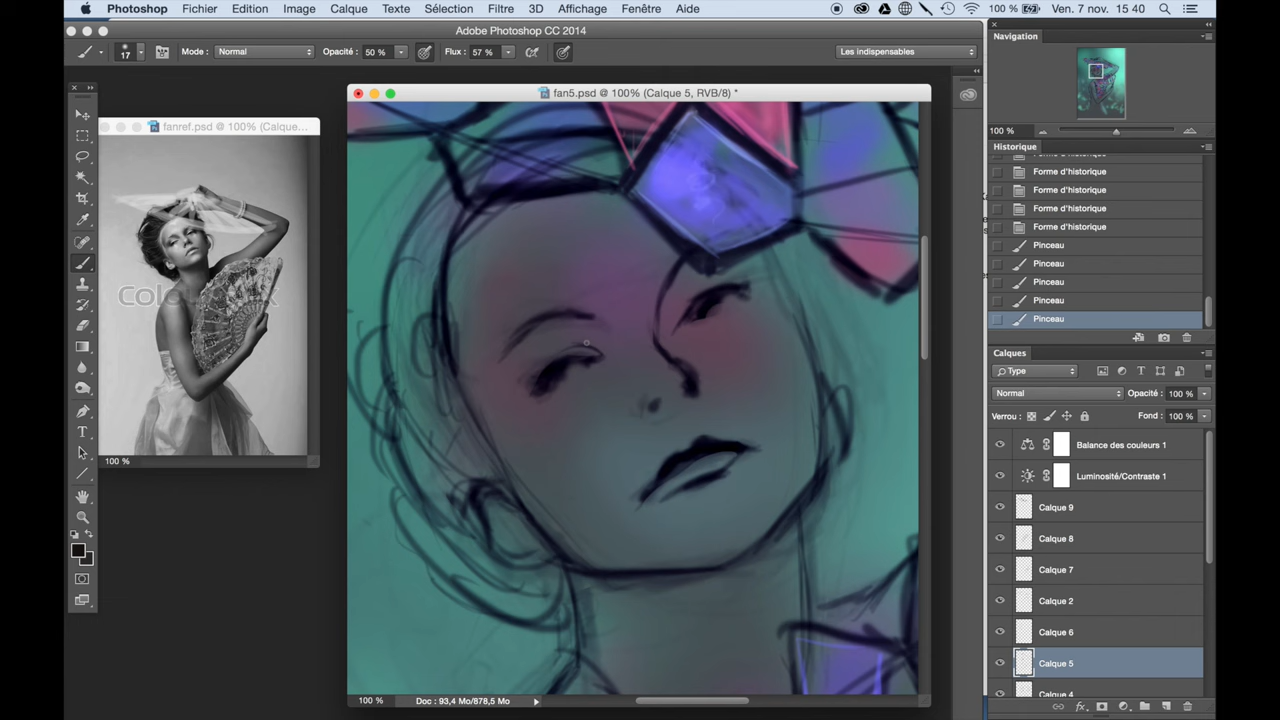 Photoshop Fichier Edition Image Calque Texte Sélection Filtre 3D Affichage Fenêtre Aide 100 % Ven. 7 nov. 15 40
Adobe Photoshop CC 2014
17 Mode : Normal Opacité : 50 % Flux : 57 % Les indispensables
Navigation
100 %
fan5.psd @ 100% (Calque 5, RVB/8) *
fanref.psd @ 100% (Calque...
100 %
Historique
Forme d'historique
Forme d'historique
Forme d'historique
Forme d'historique
Forme d'historique
Pinceau
Pinceau
Pinceau
Pinceau
Pinceau
Calques
Type
Normal Opacité : 100 %
Verrou : Fond : 100 %
Balance des couleurs 1
Luminosité/Contraste 1
Calque 9
Calque 8
Calque 7
Calque 2
Calque 6
Calque 5
Calque 4
100 % Doc : 93,4 Mo/878,5 Mo